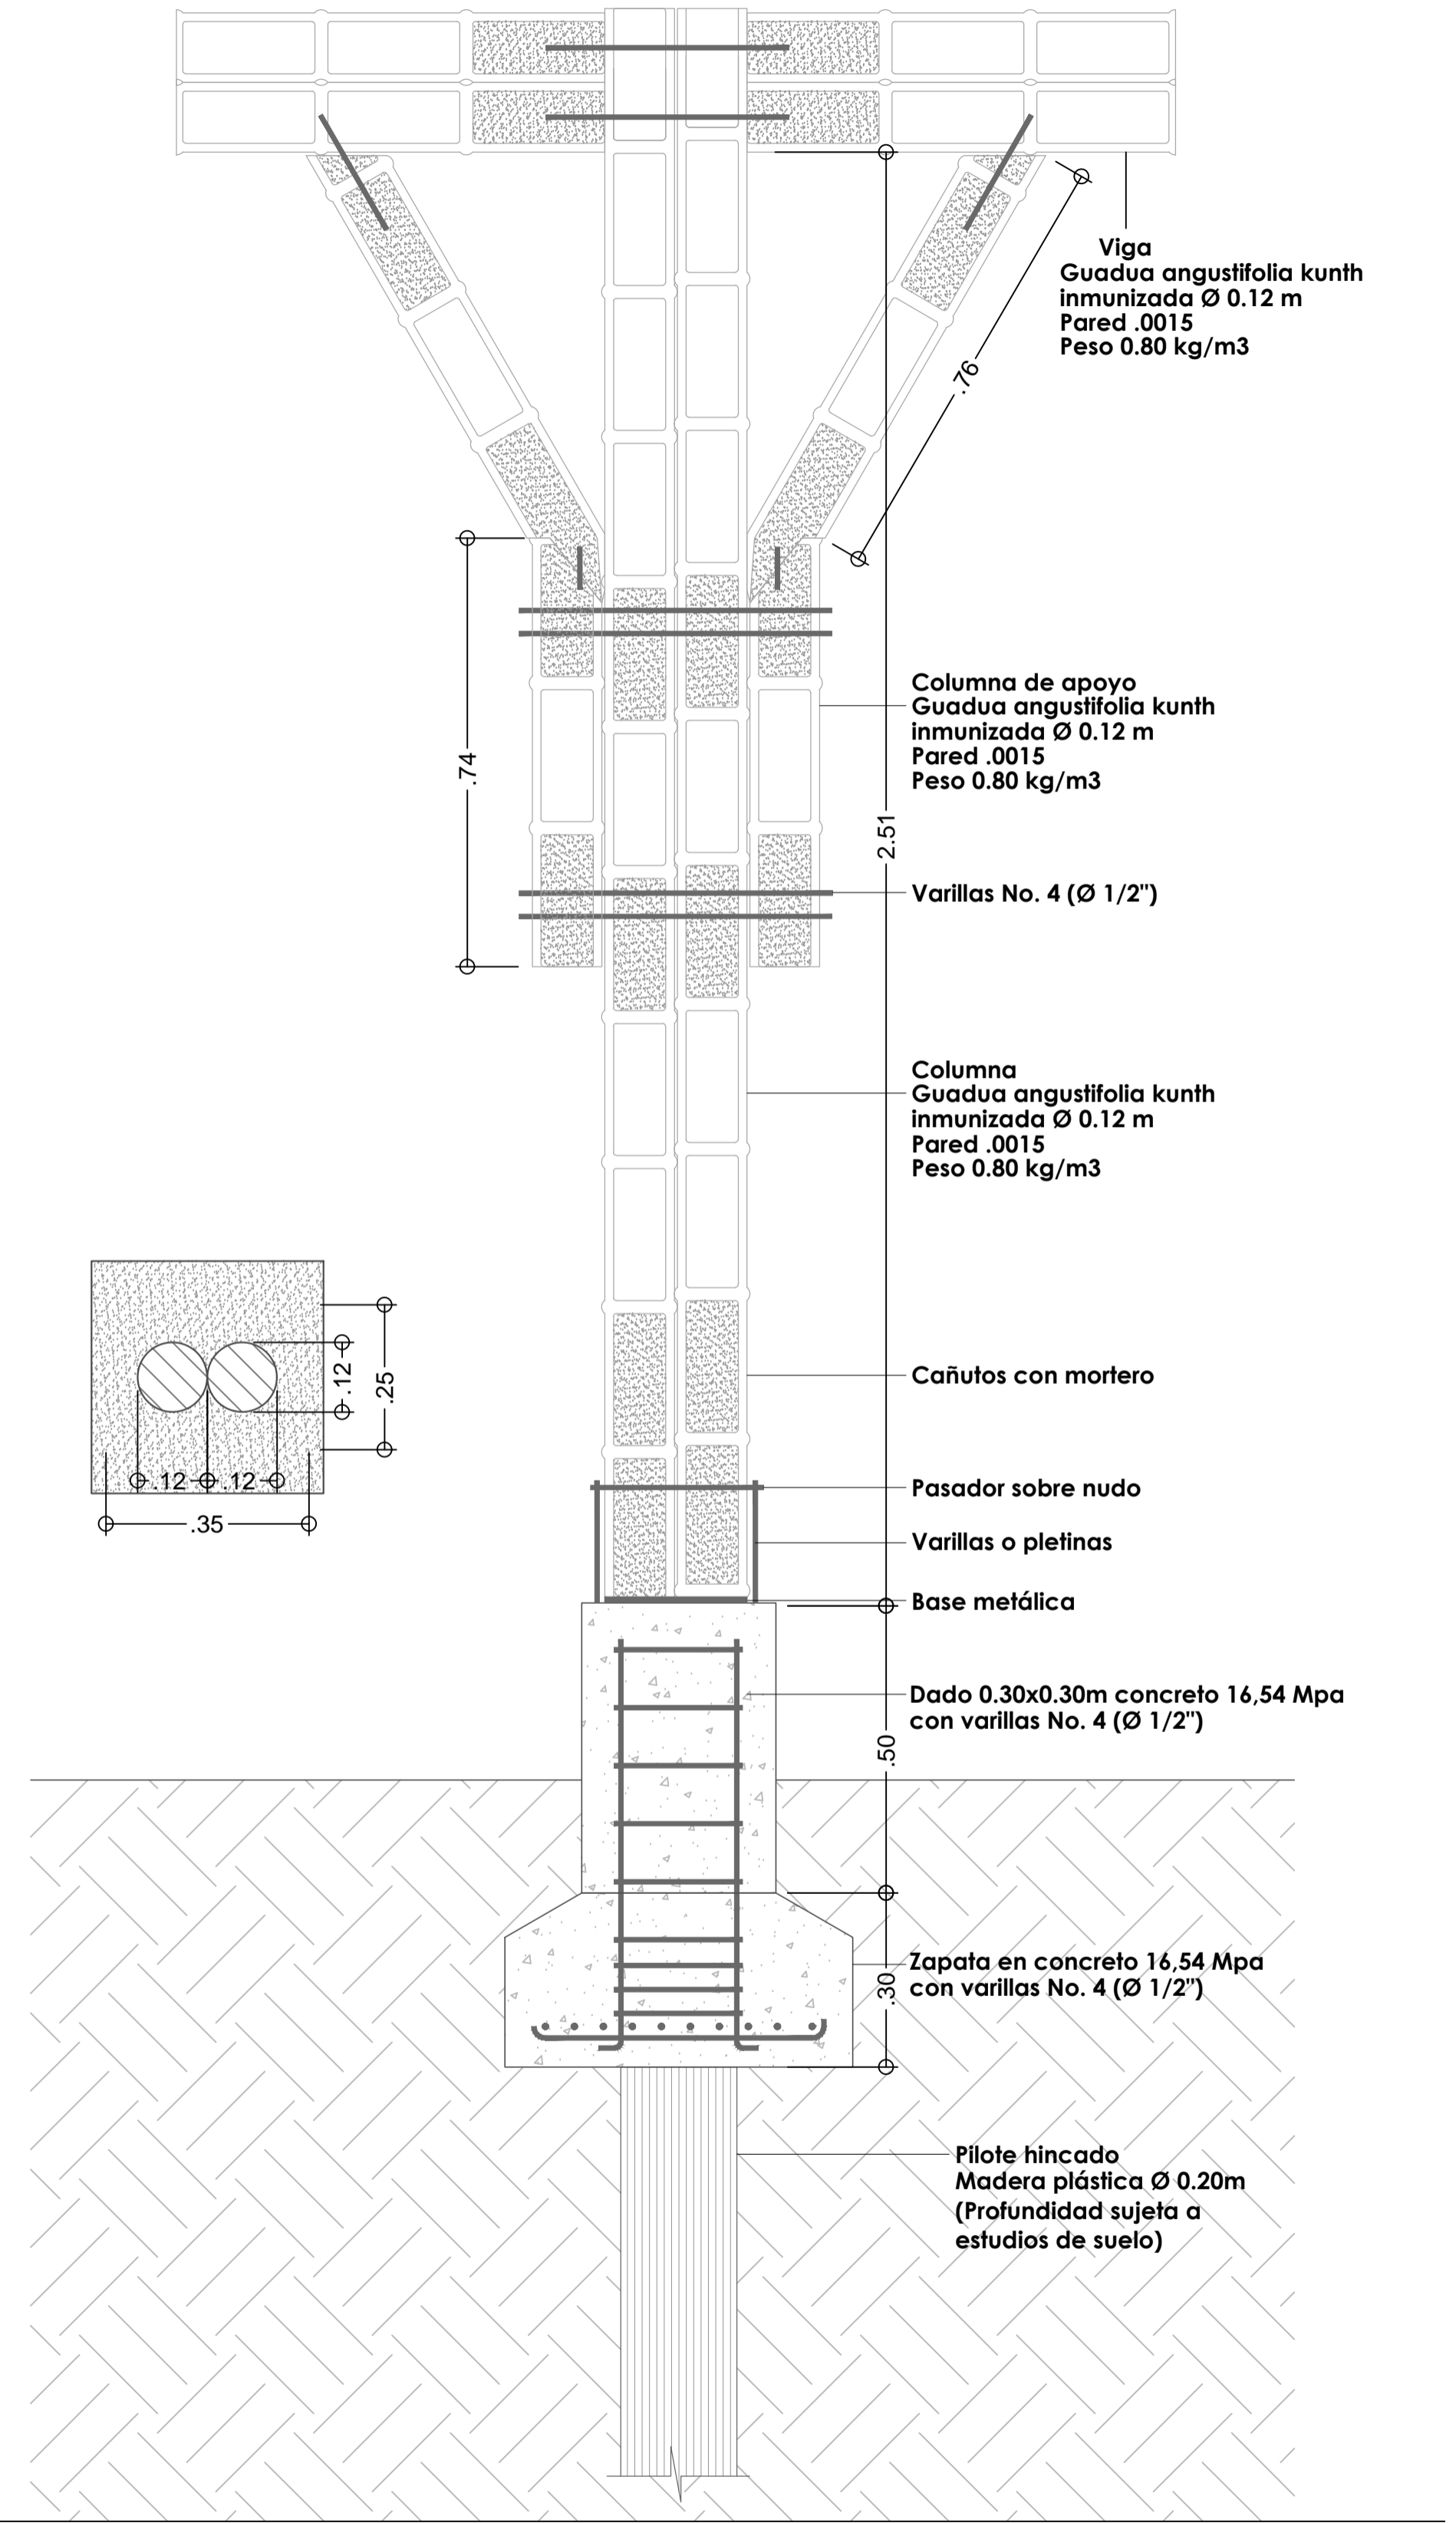 Viga
Guadua angustifolia kunth
inmunizada Ø 0.12 m
Pared .0015
Peso 0.80 kg/m3
.76
Columna de apoyo
Guadua angustifolia kunth
inmunizada Ø 0.12 m
Pared .0015
Peso 0.80 kg/m3
.74
2.51
Varillas No. 4 (Ø 1/2")
Columna
Guadua angustifolia kunth
inmunizada Ø 0.12 m
Pared .0015
Peso 0.80 kg/m3
.12
.25
.12
.12
.35
Cañutos con mortero
Pasador sobre nudo
Varillas o pletinas
Base metálica
Dado 0.30x0.30m concreto 16,54 Mpa
con varillas No. 4 (Ø 1/2")
.50
Zapata en concreto 16,54 Mpa
con varillas No. 4 (Ø 1/2")
.30
Pilote hincado
Madera plástica Ø 0.20m
(Profundidad sujeta a
estudios de suelo)